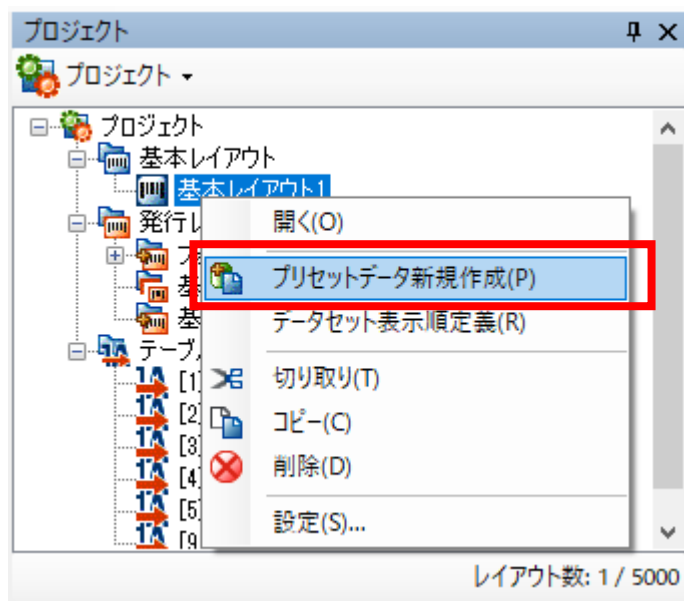 プロジェクト
プロジェクト
プロジェクト
基本レイアウト
基本レイアウト1
発行レ
開く(O)
プリセットデータ新規作成(P)
基
データセット表示順定義(R)
基
テーブ
[1]
切り取り(T)
[2]
コピー(C)
[3]
[4]
削除(D)
[5]
設定(S)...
[9
レイアウト数: 1 / 5000